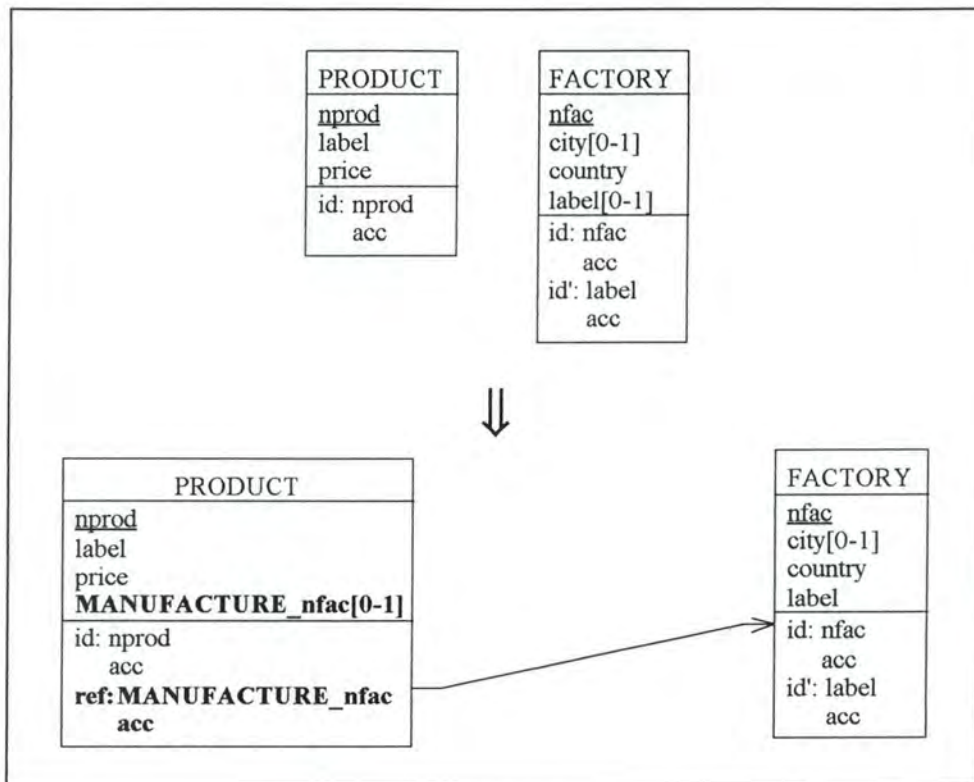 PRODUCT
nprod
label
price
id: nprod
acc
FACTORY
nfac
city[0-1]
country
label[0-1]
id: nfac
acc
id': label
acc
⇓
PRODUCT
nprod
label
price
MANUFACTURE_nfac[0-1]
id: nprod
acc
ref: MANUFACTURE_nfac
acc
FACTORY
nfac
city[0-1]
country
label
id: nfac
acc
id': label
acc